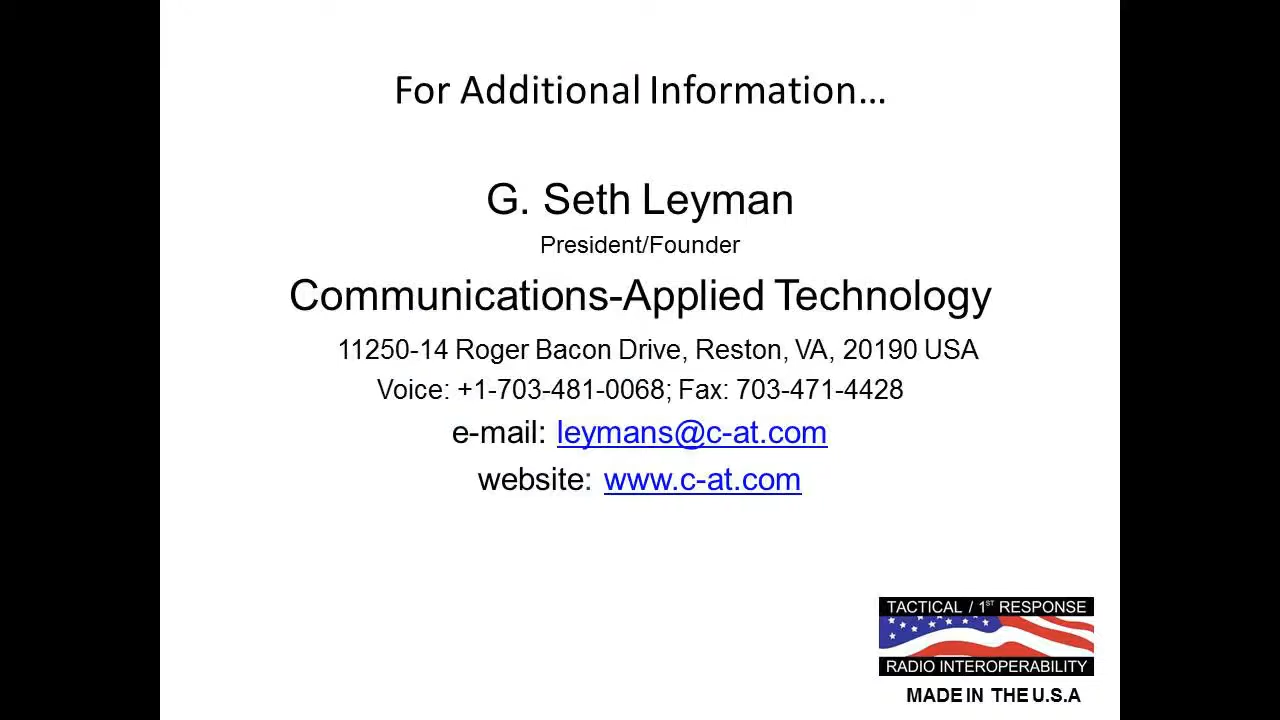 For Additional Information…
G. Seth Leyman
President/Founder
Communications-Applied Technology
11250-14 Roger Bacon Drive, Reston, VA, 20190 USA
Voice: +1-703-481-0068; Fax: 703-471-4428
e-mail: leymans@c-at.com
website: www.c-at.com
TACTICAL / 1ST RESPONSE
RADIO INTEROPERABILITY
MADE IN THE U.S.A